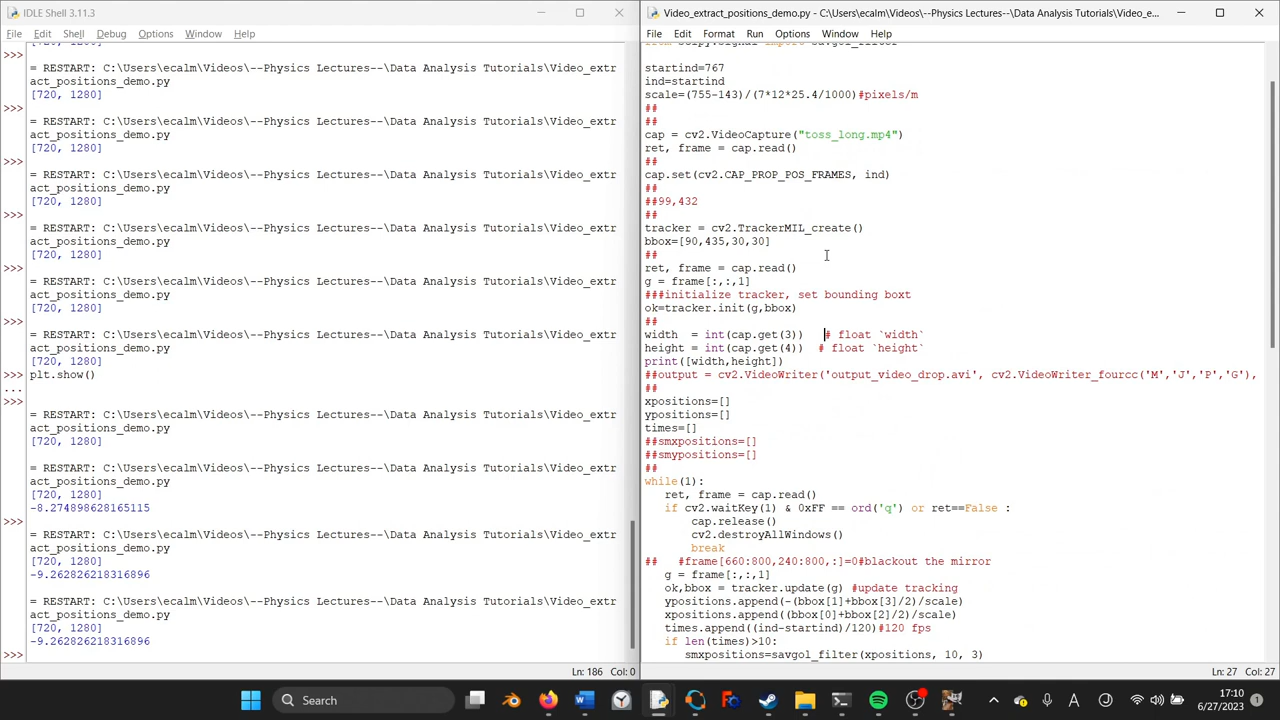 IDLE Shell 3.11.3
File Edit Shell Debug Options Window Help
[720, 1280]
>>>
= RESTART: C:\Users\ecalm\Videos\--Physics Lectures--\Data Analysis Tutorials\Video_extr
act_positions_demo.py
[720, 1280]
>>>
= RESTART: C:\Users\ecalm\Videos\--Physics Lectures--\Data Analysis Tutorials\Video_extr
act_positions_demo.py
[720, 1280]
>>>
= RESTART: C:\Users\ecalm\Videos\--Physics Lectures--\Data Analysis Tutorials\Video_extr
act_positions_demo.py
[720, 1280]
>>>
= RESTART: C:\Users\ecalm\Videos\--Physics Lectures--\Data Analysis Tutorials\Video_extr
act_positions_demo.py
[720, 1280]
>>>
= RESTART: C:\Users\ecalm\Videos\--Physics Lectures--\Data Analysis Tutorials\Video_extr
act_positions_demo.py
[720, 1280]
>>>
= RESTART: C:\Users\ecalm\Videos\--Physics Lectures--\Data Analysis Tutorials\Video_extr
act_positions_demo.py
[720, 1280]
>>> plt.show()
...
>>>
= RESTART: C:\Users\ecalm\Videos\--Physics Lectures--\Data Analysis Tutorials\Video_extr
act_positions_demo.py
[720, 1280]
= RESTART: C:\Users\ecalm\Videos\--Physics Lectures--\Data Analysis Tutorials\Video_extr
act_positions_demo.py
[720, 1280]
-8.274898628165115
>>>
= RESTART: C:\Users\ecalm\Videos\--Physics Lectures--\Data Analysis Tutorials\Video_extr
act_positions_demo.py
[720, 1280]
-9.262826218316896
>>>
= RESTART: C:\Users\ecalm\Videos\--Physics Lectures--\Data Analysis Tutorials\Video_extr
act_positions_demo.py
[720, 1280]
-9.262826218316896
>>>
Ln: 186 Col: 0
Video_extract_positions_demo.py - C:\Users\ecalm\Videos\--Physics Lectures--\Data Analysis Tutorials\Video_e...
File Edit Format Run Options Window Help
from scipy.signal import savgol_filter
startind=767
ind=startind
scale=(755-143)/(7*12*25.4/1000)#pixels/m
##
##
cap = cv2.VideoCapture("toss_long.mp4")
ret, frame = cap.read()
##
cap.set(cv2.CAP_PROP_POS_FRAMES, ind)
##
##99,432
##
tracker = cv2.TrackerMIL_create()
bbox=[90,435,30,30]
##
ret, frame = cap.read()
g = frame[:,:,1]
###initialize tracker, set bounding boxt
ok=tracker.init(g,bbox)
##
width  = int(cap.get(3))   # float `width`
height = int(cap.get(4))  # float `height`
print([width,height])
##output = cv2.VideoWriter('output_video_drop.avi', cv2.VideoWriter_fourcc('M','J','P','G'),
##
xpositions=[]
ypositions=[]
times=[]
##smxpositions=[]
##smypositions=[]
##
while(1):
   ret, frame = cap.read()
   if cv2.waitKey(1) & 0xFF == ord('q') or ret==False :
       cap.release()
       cv2.destroyAllWindows()
       break
##   #frame[660:800,240:800,:]=0#blackout the mirror
   g = frame[:,:,1]
   ok,bbox = tracker.update(g) #update tracking
   ypositions.append(-(bbox[1]+bbox[3]/2)/scale)
   xpositions.append((bbox[0]+bbox[2]/2)/scale)
   times.append((ind-startind)/120)#120 fps
   if len(times)>10:
      smxpositions=savgol_filter(xpositions, 10, 3)
Ln: 27 Col: 27
Search
17:10
6/27/2023